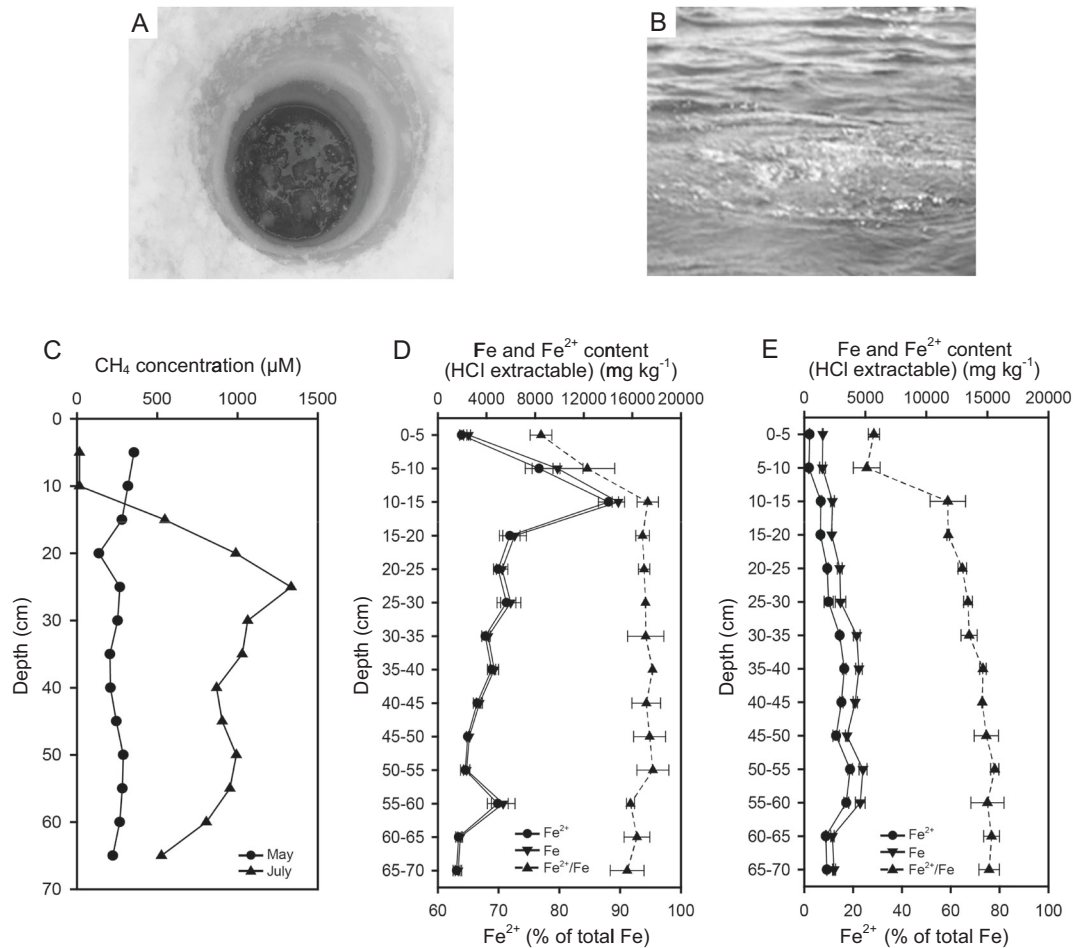 A
B
C
CH₄ concentration (µM)
0 500 1000 1500
0
10
20
30
40
50
60
70
Depth (cm)
May
July
D
Fe and Fe²⁺ content
(HCl extractable) (mg kg⁻¹)
0 4000 8000 12000 16000 20000
0-5
5-10
10-15
15-20
20-25
25-30
30-35
35-40
40-45
45-50
50-55
55-60
60-65
65-70
Depth (cm)
Fe²⁺
Fe
Fe²⁺/Fe
60 70 80 90 100
Fe²⁺ (% of total Fe)
E
Fe and Fe²⁺ content
(HCl extractable) (mg kg⁻¹)
0 5000 10000 15000 20000
0-5
5-10
10-15
15-20
20-25
25-30
30-35
35-40
40-45
45-50
50-55
55-60
60-65
65-70
Depth (cm)
Fe²⁺
Fe
Fe²⁺/Fe
0 20 40 60 80 100
Fe²⁺ (% of total Fe)